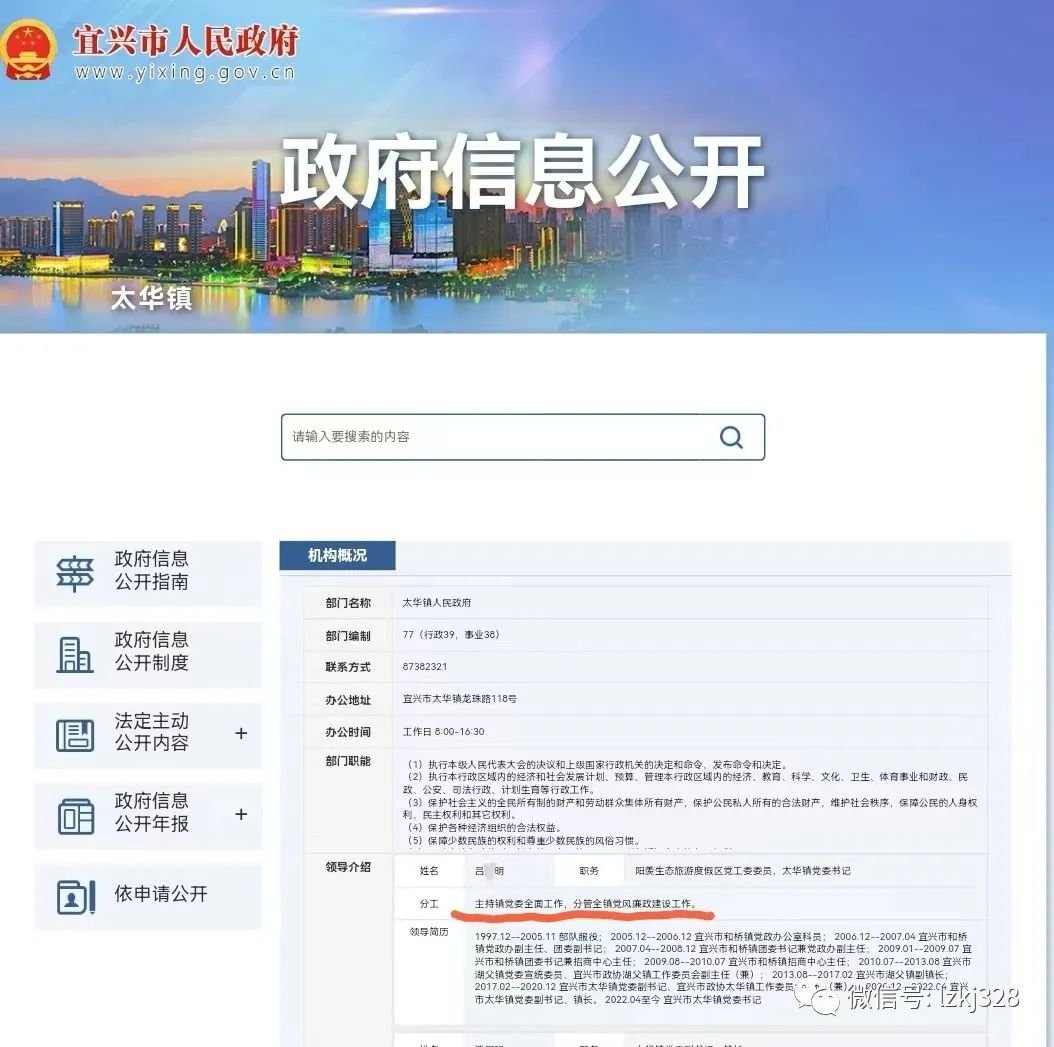 宜兴市人民政府
www.yixing.gov.cn
政府信息公开
太华镇
请输入要搜索的内容
政府信息
公开指南
政府信息
公开制度
法定主动
公开内容 +
政府信息
公开年报 +
依申请公开
机构概况
部门名称 太华镇人民政府
部门编制 77（行政39，事业38）
联系方式 87382321
办公地址 宜兴市太华镇龙珠路118号
办公时间 工作日 8:00-16:30
部门职能 （1）执行本级人民代表大会的决议和上级国家行政机关的决定和命令，发布命令和决定。
（2）执行本行政区域内的经济和社会发展计划、预算、管理本行政区域内的经济、教育、科学、文化、卫生、体育事业和财政、民
政、公安、司法行政、计划生育等行政工作。
（3）保护社会主义的全民所有制的财产和劳动群众集体所有财产，保护公民私人所有的合法财产，维护社会秩序，保障公民的人身权
利，民主权利和其它权利。
（4）保护各种经济组织的合法权益。
（5）保障少数民族的权利和尊重少数民族的风俗习惯。
领导介绍 姓名 吕 明 职务 阳羡生态旅游度假区党工委委员，太华镇党委书记
分工 主持镇党委全面工作，分管全镇党风廉政建设工作。
领导简历 1997.12--2005.11 部队服役； 2005.12--2006.12 宜兴市和桥镇党政办公室科员； 2006.12--2007.04 宜兴市和桥
镇党政办副主任、团委副书记； 2007.04--2008.12 宜兴市和桥镇团委书记兼党政办副主任； 2009.01--2009.07 宜
兴市和桥镇团委书记兼招商中心主任； 2009.08--2010.07 宜兴市和桥镇招商中心主任； 2010.07--2013.08 宜兴市
湖父镇党委宣统委员、宜兴市政协湖父镇工作委员会副主任（兼）； 2013.08--2017.02 宜兴市湖父镇副镇长；
2017.02--2020.12 宜兴市太华镇党委副书记、宜兴市政协太华镇工作委员 （兼） 2020.12--2022.04 宜兴
市太华镇党委副书记、镇长。 2022.04至今 宜兴市太华镇党委书记
微信号: lzkj328